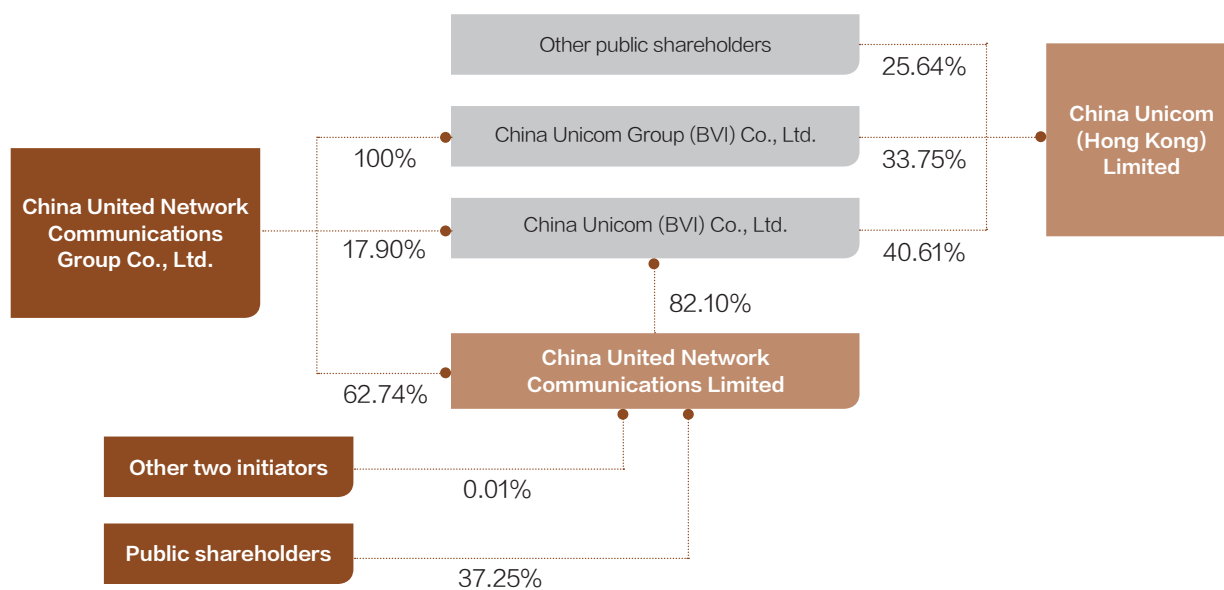 Other public shareholders
25.64%
China Unicom Group (BVI) Co., Ltd.
100%
33.75%
China Unicom
(Hong Kong)
Limited
China United Network
Communications
Group Co., Ltd.
China Unicom (BVI) Co., Ltd.
17.90%
40.61%
82.10%
China United Network
Communications Limited
62.74%
Other two initiators
0.01%
Public shareholders
37.25%